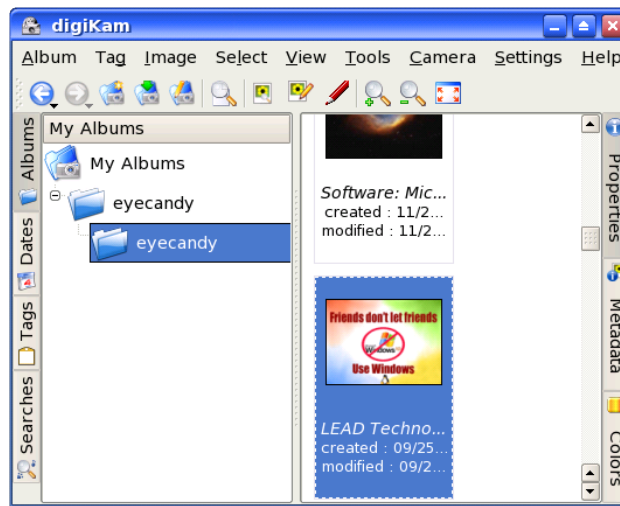 digiKam
Album Tag Image Select View Tools Camera Settings Help
Albums
Dates
Tags
Searches
My Albums
My Albums
eyecandy
eyecandy
Software: Mic...
created : 11/2...
modified : 11/2...
Friends don't let friends
Windows
Use Windows
LEAD Techno...
created : 09/25...
modified : 09/2...
Properties
Metadata
Colors